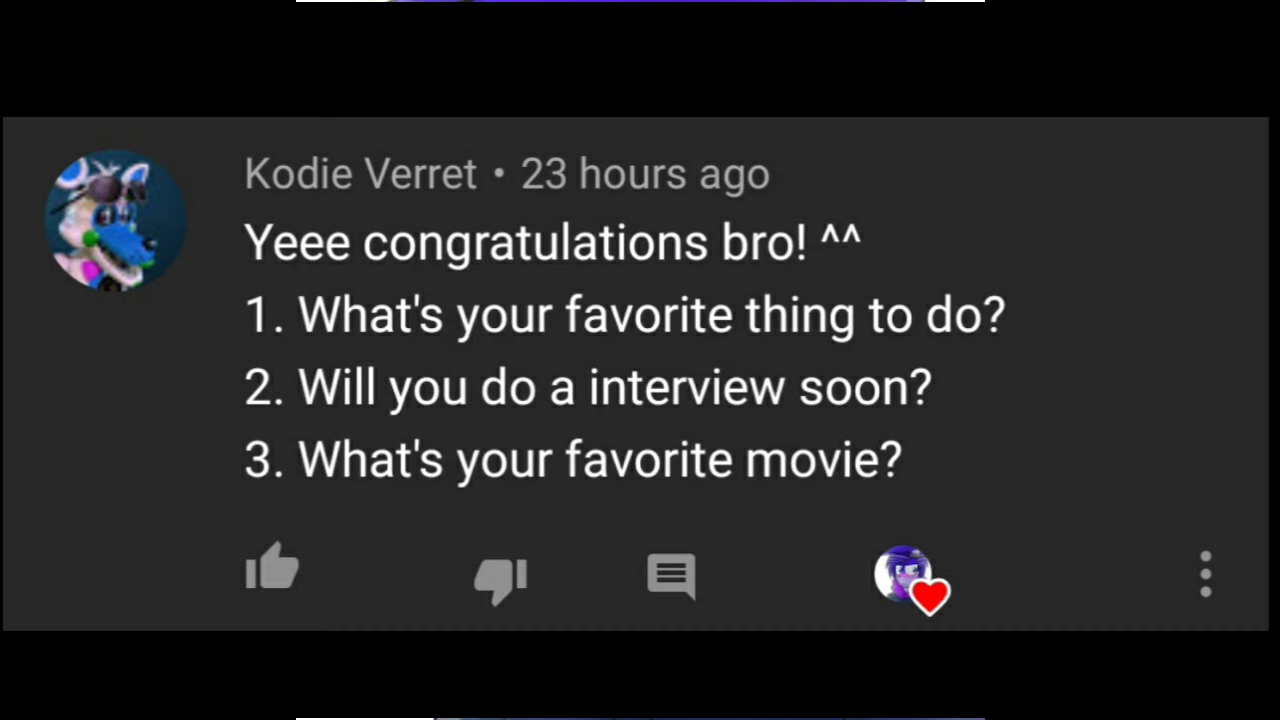 Kodie Verret • 23 hours ago
Yeee congratulations bro! ^^
1. What's your favorite thing to do?
2. Will you do a interview soon?
3. What's your favorite movie?